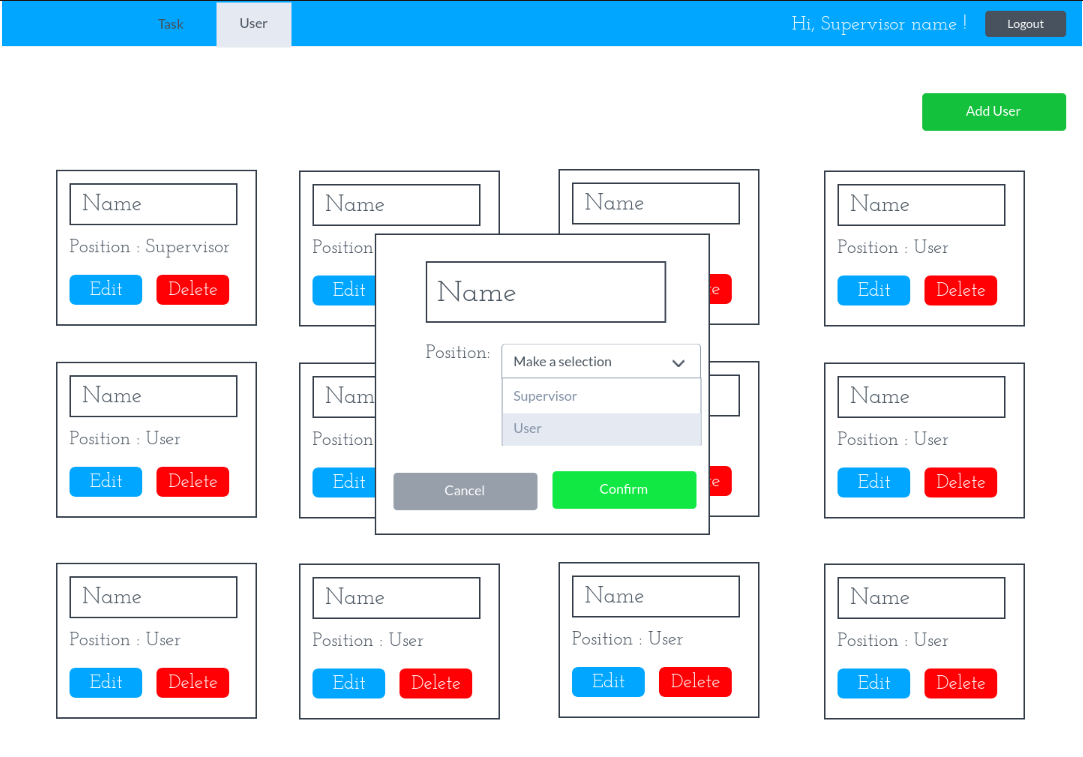 Task
User
Hi, Supervisor name !
Logout
Add User
Name
Name
Name
Name
Position : Supervisor
Position
Position : User
Edit
Delete
Edit
Edit
Delete
Name
Position:
Make a selection
Supervisor
User
Cancel
Confirm
Name
Name
Position : User
Position
Position : User
Edit
Delete
Edit
Edit
Delete
Name
Name
Name
Name
Position : User
Position : User
Position : User
Position : User
Edit
Delete
Edit
Delete
Edit
Delete
Edit
Delete